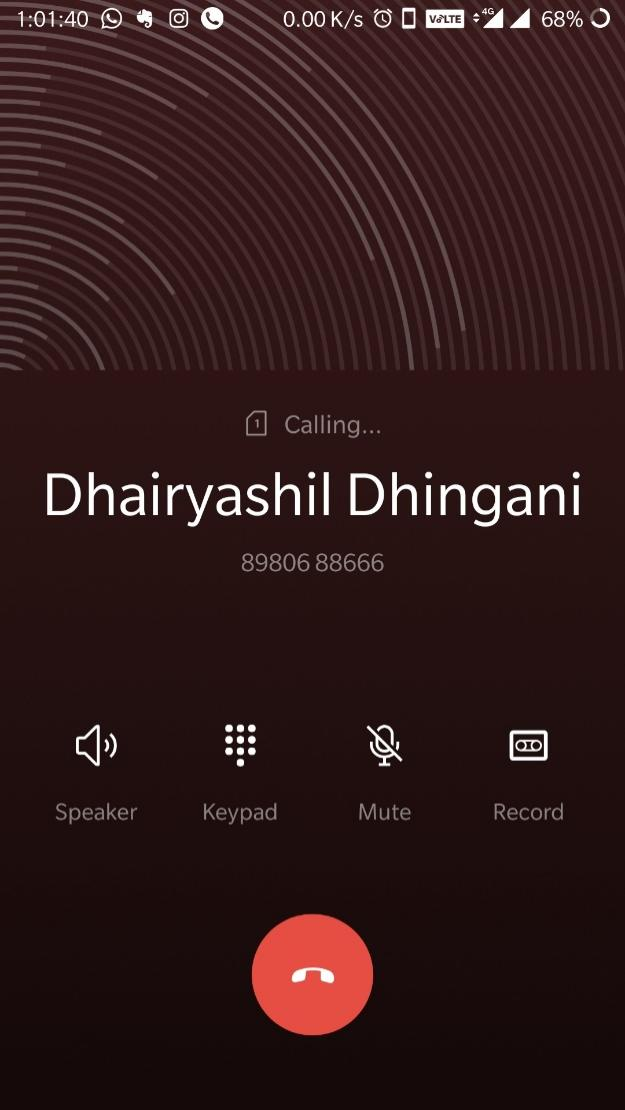 1:01:40 0.00 K/s VoLTE 4G 68%
1 Calling...
Dhairyashil Dhingani
89806 88666
Speaker Keypad Mute Record